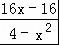 16x − 16
4 − x²